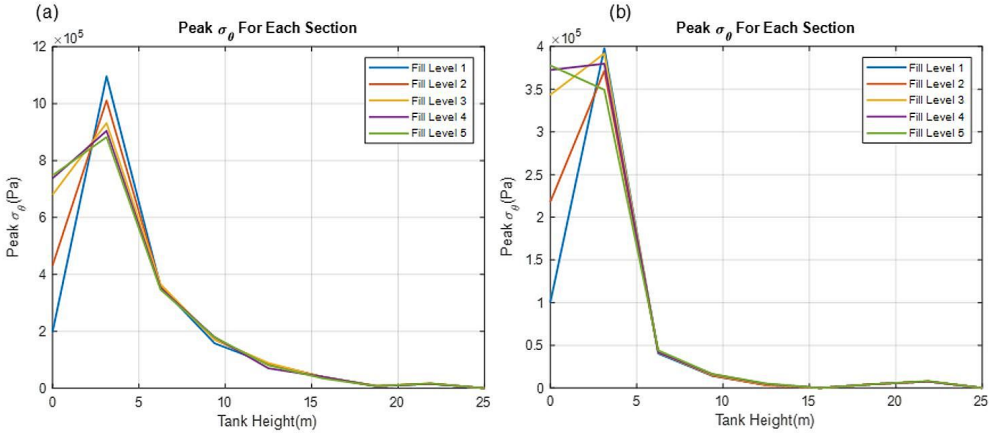 (a)
Peak σθ For Each Section
×10⁵
12
10
8
6
4
2
0
Peak σθ(Pa)
0 5 10 15 20 25
Tank Height(m)
Fill Level 1
Fill Level 2
Fill Level 3
Fill Level 4
Fill Level 5
(b)
Peak σθ For Each Section
×10⁵
4
3.5
3
2.5
2
1.5
1
0.5
0
Peak σθ(Pa)
0 5 10 15 20 25
Tank Height(m)
Fill Level 1
Fill Level 2
Fill Level 3
Fill Level 4
Fill Level 5